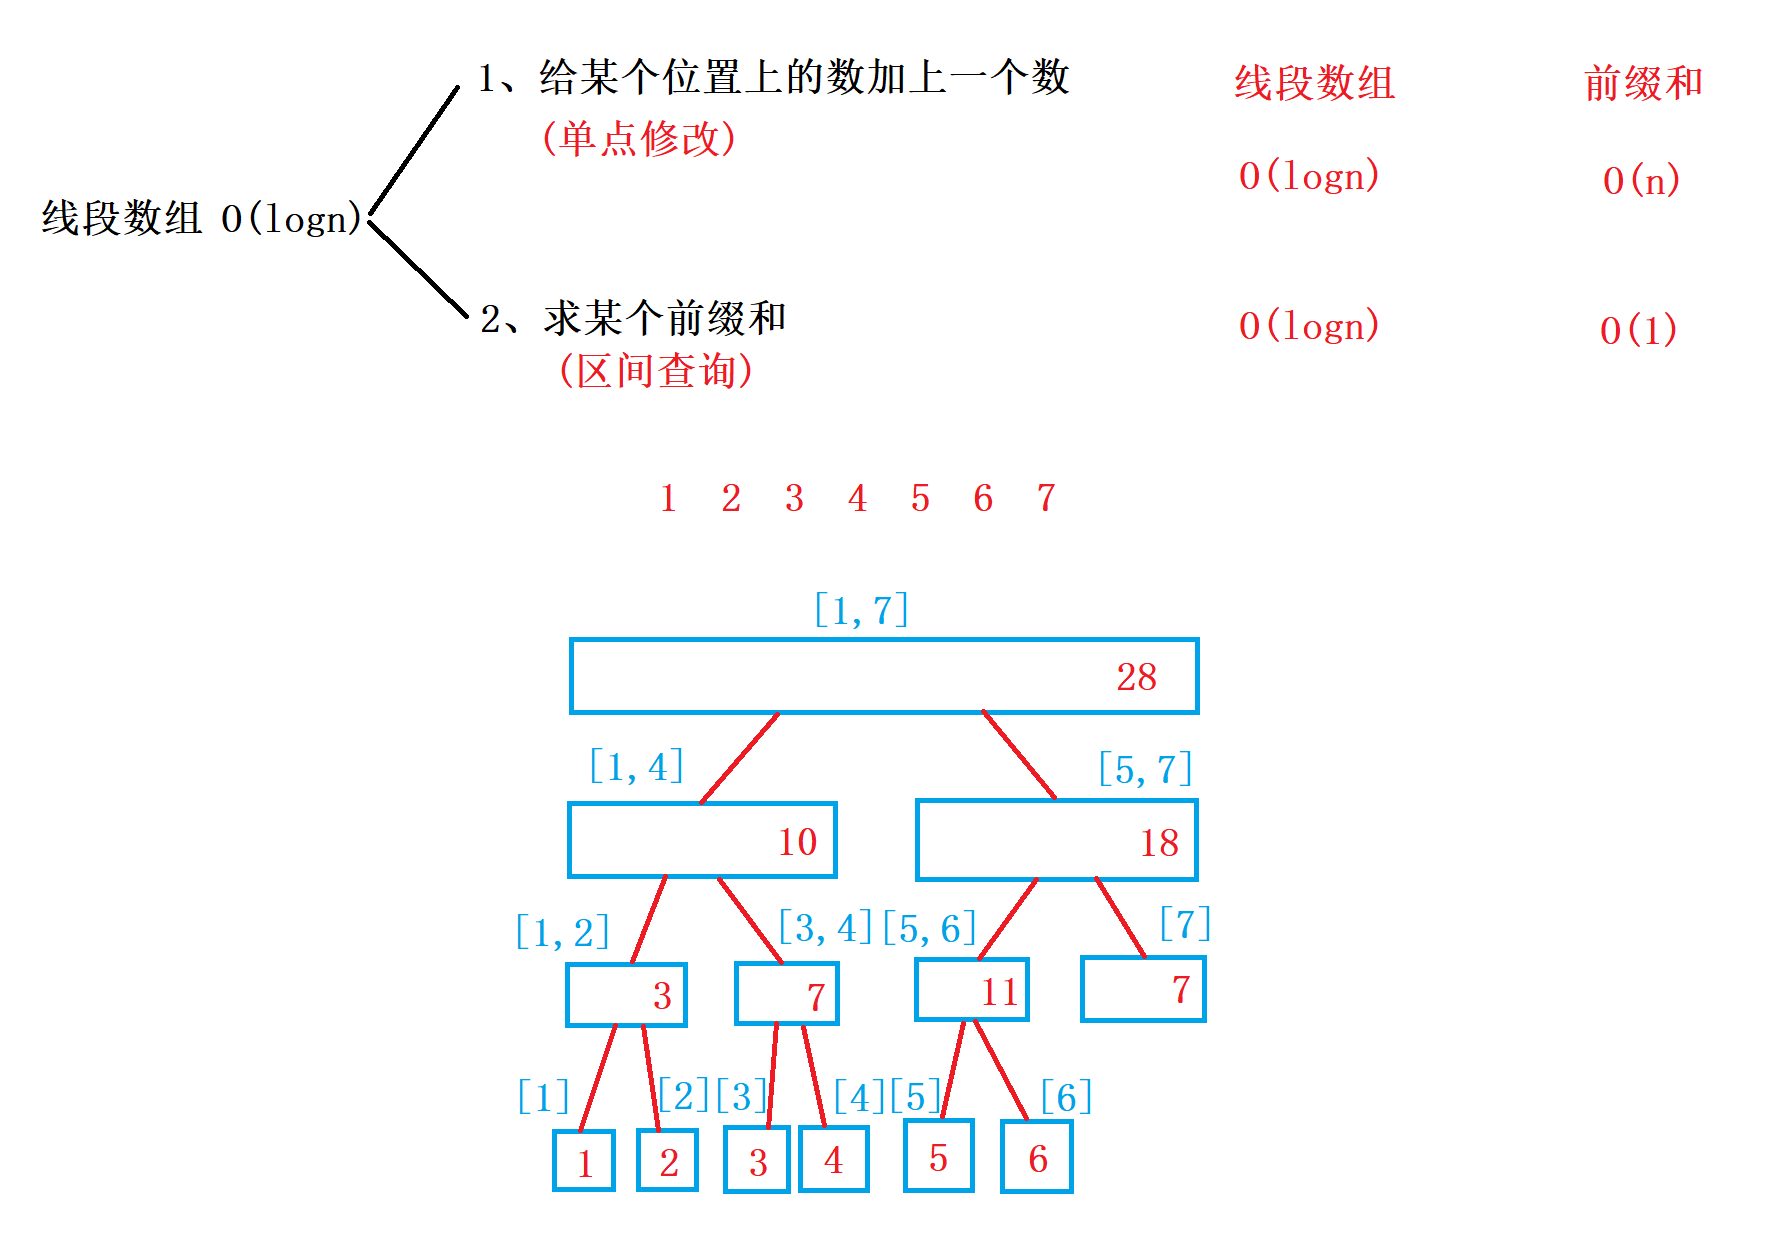 1、给某个位置上的数加上一个数
线段数组 前缀和
(单点修改)
O(logn) O(n)
线段数组 O(logn)
2、求某个前缀和
O(logn) O(1)
(区间查询)
1 2 3 4 5 6 7
[1,7]
28
[1,4] [5,7]
10 18
[1,2] [3,4] [5,6] [7]
3 7 11 7
[1] [2] [3] [4] [5] [6]
1 2 3 4 5 6